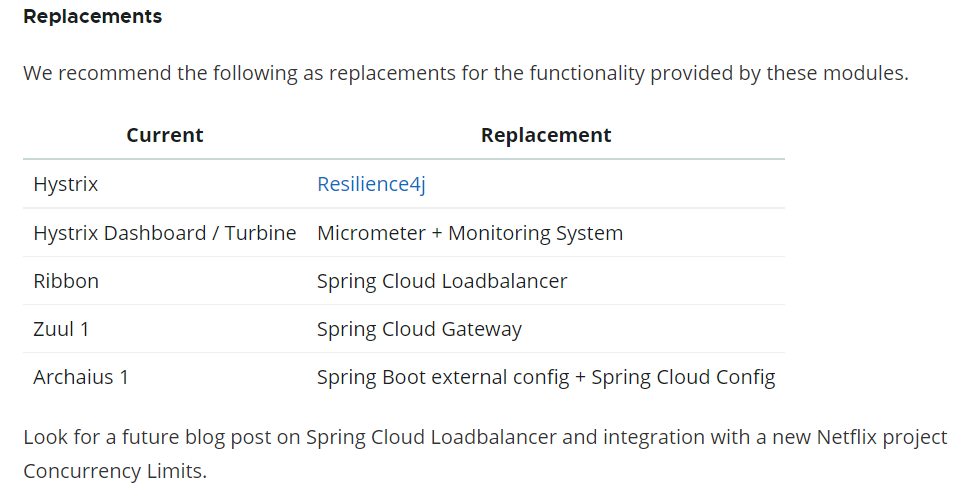 Replacements
We recommend the following as replacements for the functionality provided by these modules.
Current Replacement
Hystrix Resilience4j
Hystrix Dashboard / Turbine Micrometer + Monitoring System
Ribbon Spring Cloud Loadbalancer
Zuul 1 Spring Cloud Gateway
Archaius 1 Spring Boot external config + Spring Cloud Config
Look for a future blog post on Spring Cloud Loadbalancer and integration with a new Netflix project
Concurrency Limits.